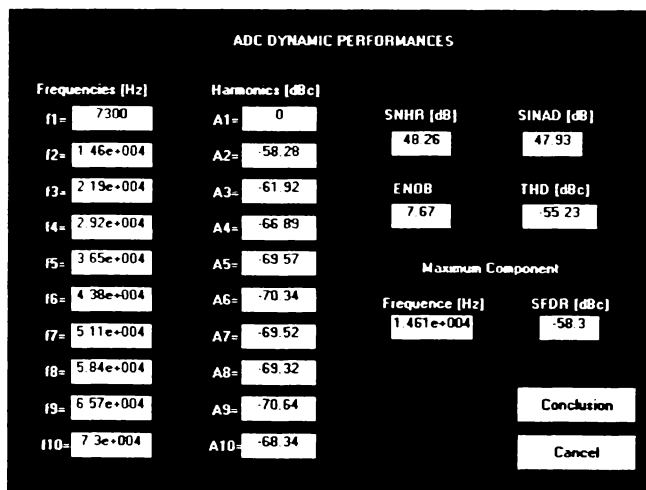 ADC DYNAMIC PERFORMANCES
Frequencies [Hz] Harmonics [dBc]
f1= 7300 A1= 0 SNHR [dB] SINAD [dB]
48.26 47.93
f2= 1.46e+004 A2= -58.28
f3= 2.19e+004 A3= -61.92 ENOB THD [dBc]
7.67 -55.23
f4= 2.92e+004 A4= -66.89
f5= 3.65e+004 A5= -69.57 Maximum Component
f6= 4.38e+004 A6= -70.34 Frequence [Hz] SFDR [dBc]
1.461e+004 -58.3
f7= 5.11e+004 A7= -69.52
f8= 5.84e+004 A8= -69.32
f9= 6.57e+004 A9= -70.64 Conclusion
f10= 7.3e+004 A10= -68.34 Cancel